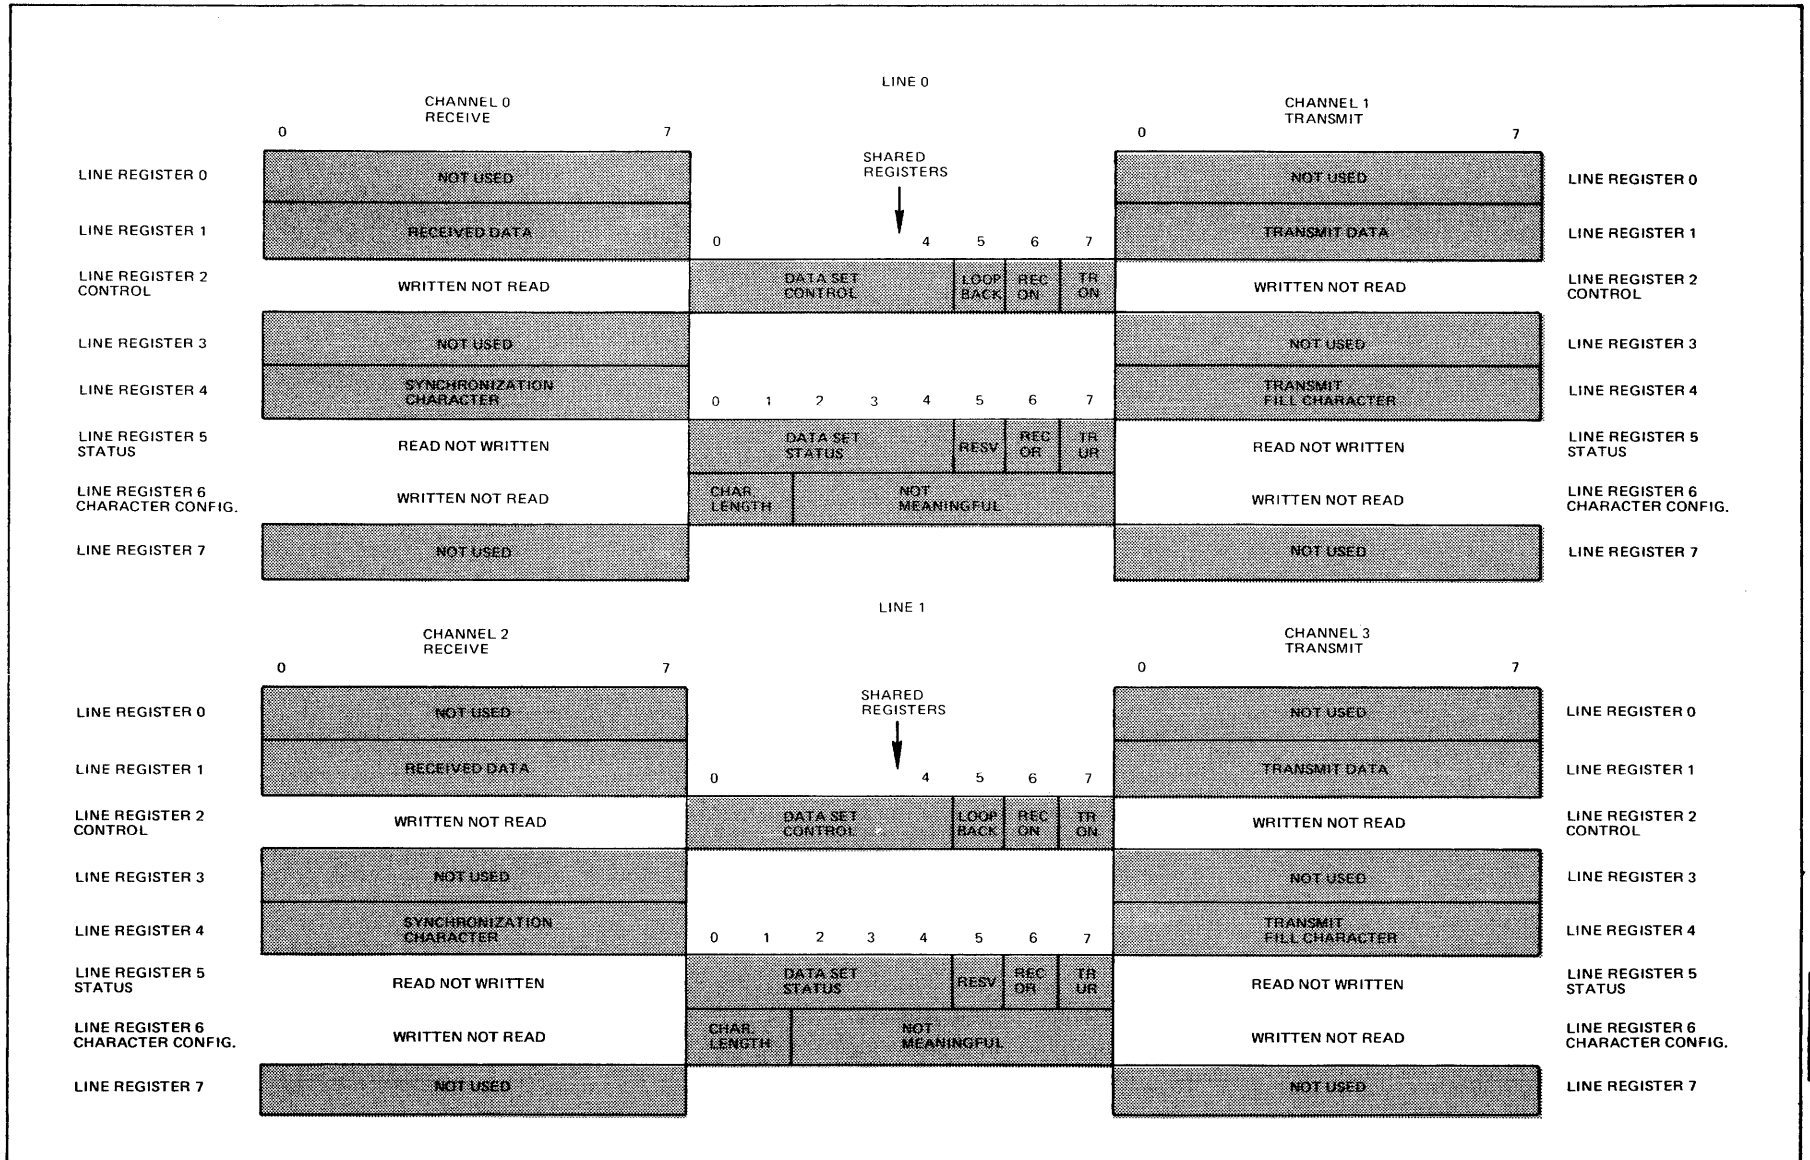 LINE 0
CHANNEL 0
RECEIVE
CHANNEL 1
TRANSMIT
0 7
0 7
SHARED
REGISTERS
LINE REGISTER 0
NOT USED
NOT USED
LINE REGISTER 0
LINE REGISTER 1
RECEIVED DATA
0 4 5 6 7
TRANSMIT DATA
LINE REGISTER 1
LINE REGISTER 2
CONTROL
WRITTEN NOT READ
DATA SET
CONTROL
LOOP
BACK
REC
ON
TR
ON
WRITTEN NOT READ
LINE REGISTER 2
CONTROL
LINE REGISTER 3
NOT USED
NOT USED
LINE REGISTER 3
LINE REGISTER 4
SYNCHRONIZATION
CHARACTER
0 1 2 3 4 5 6 7
TRANSMIT
FILL CHARACTER
LINE REGISTER 4
LINE REGISTER 5
STATUS
READ NOT WRITTEN
DATA SET
STATUS
RESV
REC
OR
TR
UR
READ NOT WRITTEN
LINE REGISTER 5
STATUS
LINE REGISTER 6
CHARACTER CONFIG.
WRITTEN NOT READ
CHAR.
LENGTH
NOT
MEANINGFUL
WRITTEN NOT READ
LINE REGISTER 6
CHARACTER CONFIG.
LINE REGISTER 7
NOT USED
NOT USED
LINE REGISTER 7
LINE 1
CHANNEL 2
RECEIVE
CHANNEL 3
TRANSMIT
0 7
0 7
SHARED
REGISTERS
LINE REGISTER 0
NOT USED
NOT USED
LINE REGISTER 0
LINE REGISTER 1
RECEIVED DATA
0 4 5 6 7
TRANSMIT DATA
LINE REGISTER 1
LINE REGISTER 2
CONTROL
WRITTEN NOT READ
DATA SET
CONTROL
LOOP
BACK
REC
ON
TR
ON
WRITTEN NOT READ
LINE REGISTER 2
CONTROL
LINE REGISTER 3
NOT USED
NOT USED
LINE REGISTER 3
LINE REGISTER 4
SYNCHRONIZATION
CHARACTER
0 1 2 3 4 5 6 7
TRANSMIT
FILL CHARACTER
LINE REGISTER 4
LINE REGISTER 5
STATUS
READ NOT WRITTEN
DATA SET
STATUS
RESV
REC
OR
TR
UR
READ NOT WRITTEN
LINE REGISTER 5
STATUS
LINE REGISTER 6
CHARACTER CONFIG.
WRITTEN NOT READ
CHAR.
LENGTH
NOT
MEANINGFUL
WRITTEN NOT READ
LINE REGISTER 6
CHARACTER CONFIG.
LINE REGISTER 7
NOT USED
NOT USED
LINE REGISTER 7